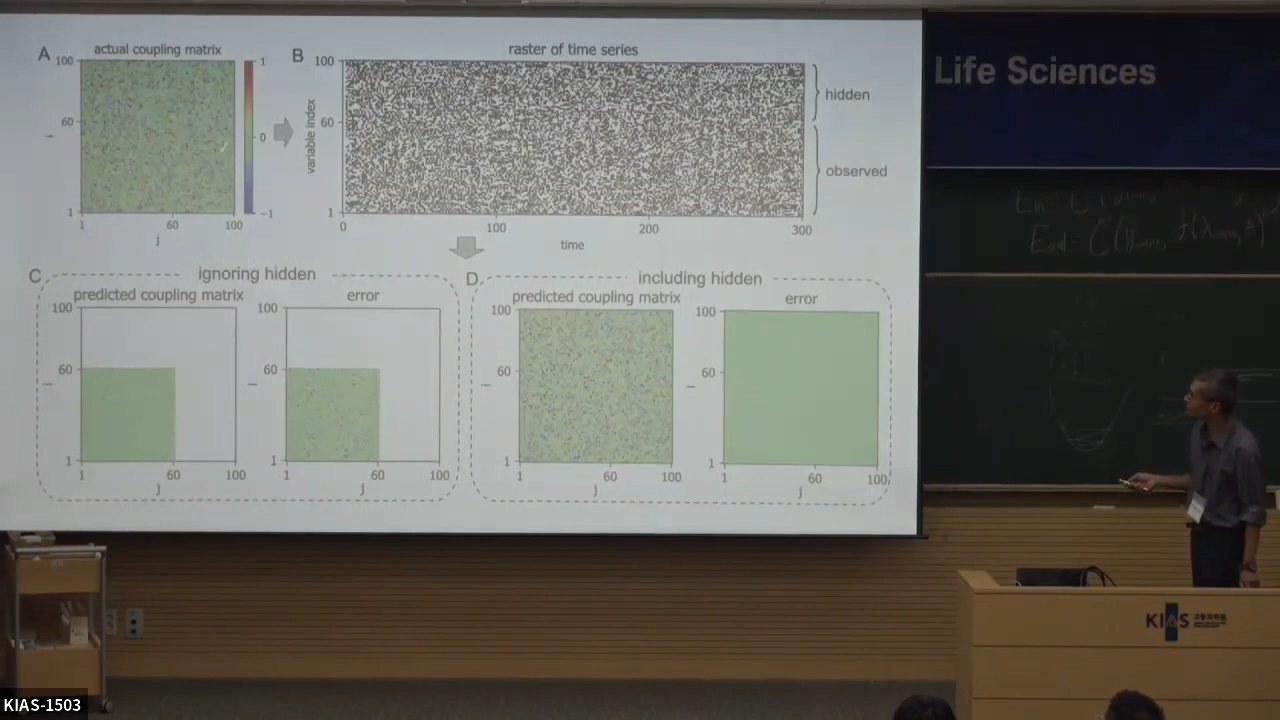 A
actual coupling matrix
100
60
1
i
1
60
100
j
1
0
−1
B
raster of time series
variable index
100
60
1
0
100
200
300
time
hidden
observed
C
ignoring hidden
predicted coupling matrix
100
60
1
i
1
60
100
j
error
100
60
1
i
1
60
100
j
D
including hidden
predicted coupling matrix
100
60
1
i
1
60
100
j
error
100
60
1
i
1
60
100
j
Life Sciences
KIAS
KIAS-1503